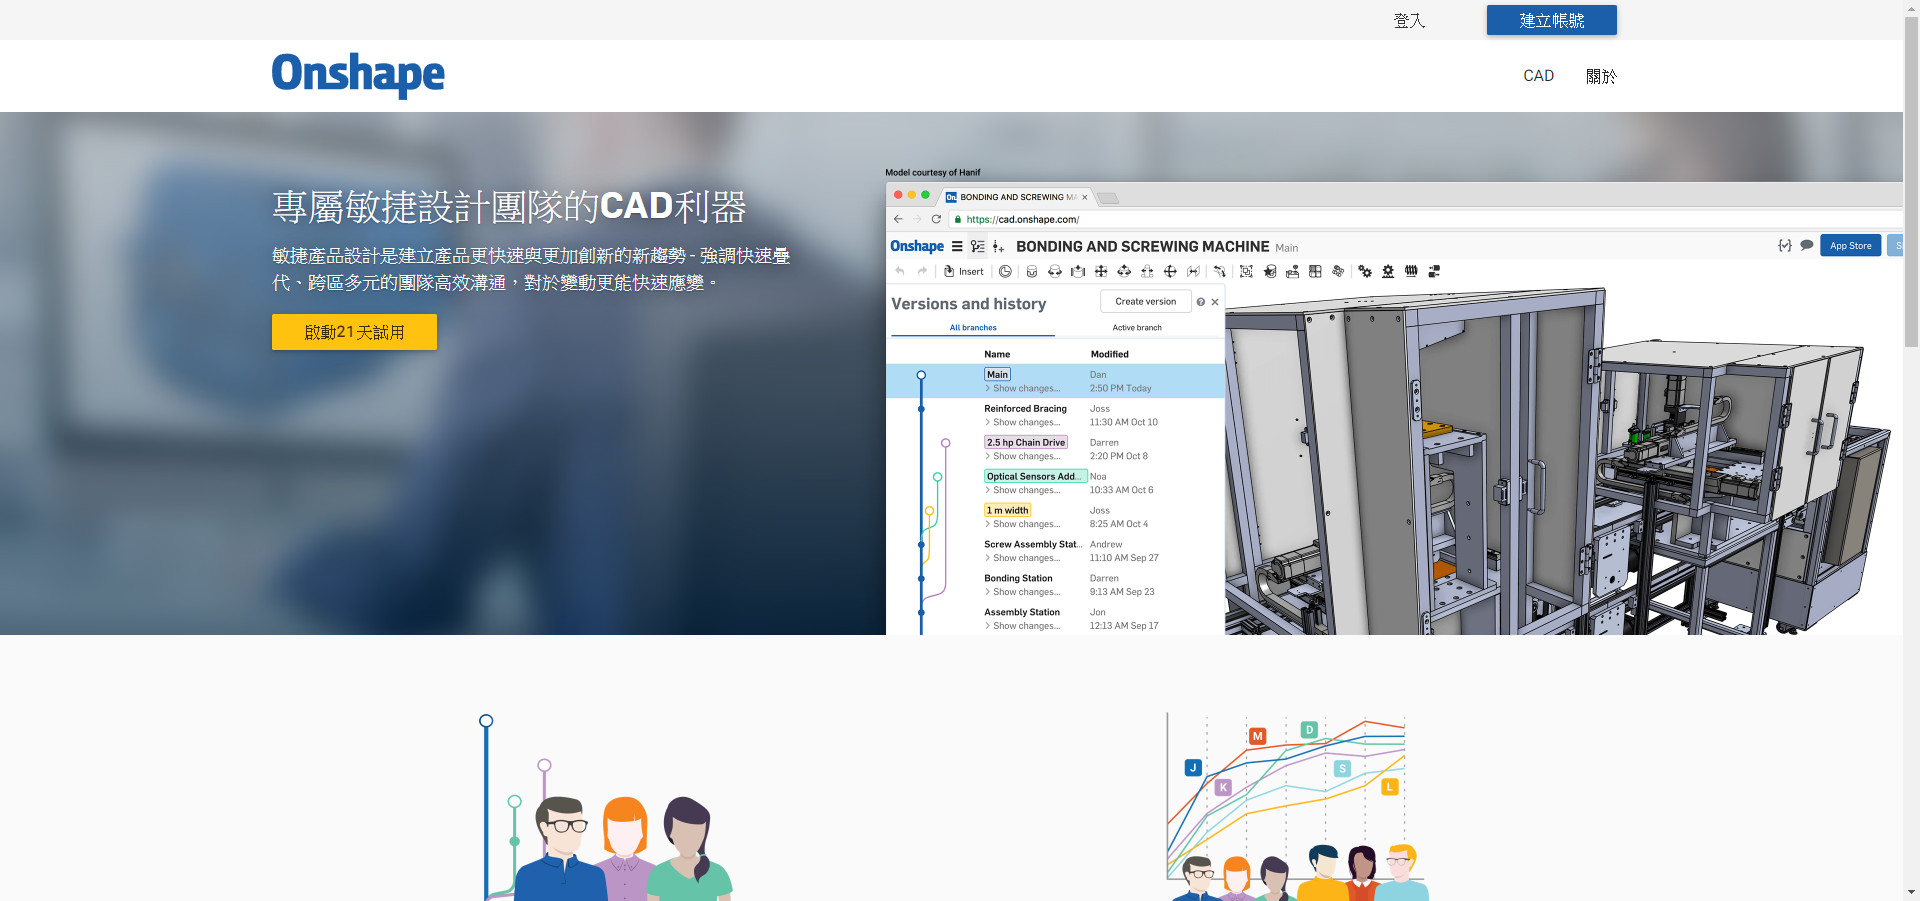 登入
建立帳號
Onshape
CAD
關於
專屬敏捷設計團隊的CAD利器
敏捷產品設計是建立產品更快速與更加創新的新趨勢 - 強調快速疊
代、跨區多元的團隊高效溝通，對於變動更能快速應變。
啟動21天試用
Model courtesy of Hanif
BONDING AND SCREWING MA
https://cad.onshape.com/
Onshape
BONDING AND SCREWING MACHINE Main
App Store
S
Insert
Versions and history
Create version
All branches
Active branch
Name Modified
Main Dan
Show changes... 2:50 PM Today
Reinforced Bracing Joss
Show changes... 11:30 AM Oct 10
2.5 hp Chain Drive Darren
Show changes... 2:20 PM Oct 8
Optical Sensors Add... Noa
Show changes... 10:33 AM Oct 6
1 m width Joss
Show changes... 8:25 AM Oct 4
Screw Assembly Stat... Andrew
Show changes... 11:10 AM Sep 27
Bonding Station Darren
Show changes... 9:13 AM Sep 23
Assembly Station Jon
Show changes... 12:13 AM Sep 17
M
D
J
S
K
L